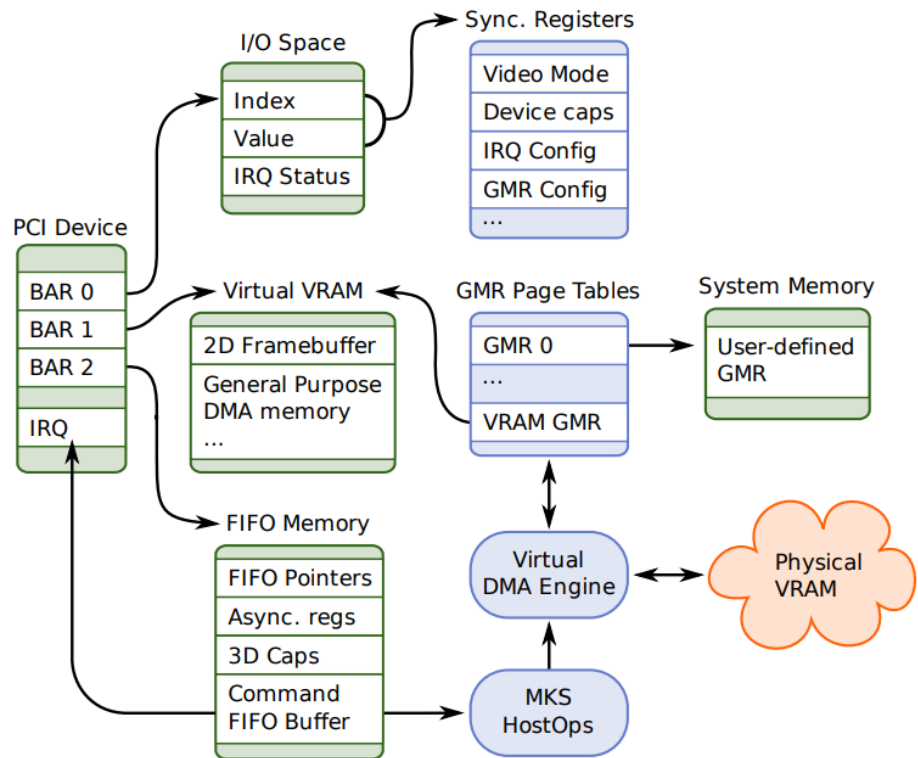 I/O Space
Index
Value
IRQ Status
Sync. Registers
Video Mode
Device caps
IRQ Config
GMR Config
...
PCI Device
BAR 0
BAR 1
BAR 2
IRQ
Virtual VRAM
2D Framebuffer
General Purpose
DMA memory
...
GMR Page Tables
GMR 0
...
VRAM GMR
System Memory
User-defined
GMR
FIFO Memory
FIFO Pointers
Async. regs
3D Caps
Command
FIFO Buffer
Virtual
DMA Engine
Physical
VRAM
MKS
HostOps